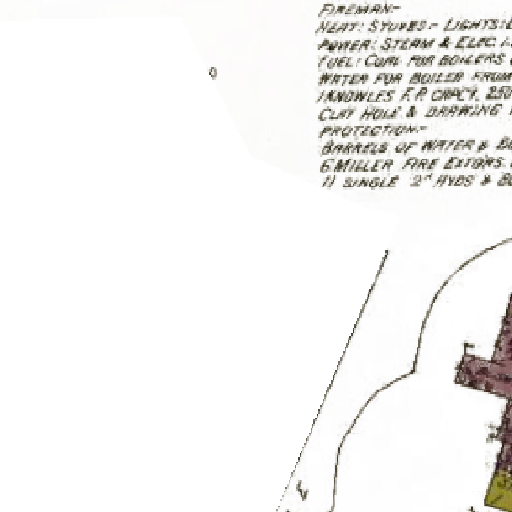 FIREMAN:-
HEAT: STOVES:- LIGHTS:
POWER: STEAM & ELEC.
FUEL: COAL FOR BOILERS
WATER FOR BOILER FROM
1 KNOWLES F.P. CAPCY. 250
CLAY HOLE & DRAWING
PROTECTION:-
BARRELS OF WATER &
6 MILLER FIRE EXTGRS.
11 SINGLE 2" HYDS &